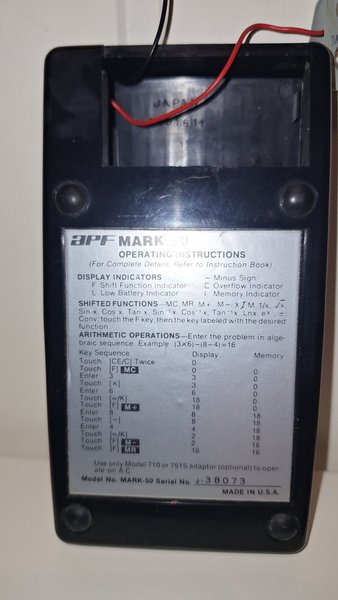 JAPAN
APF MARK 50
OPERATING INSTRUCTIONS
(For Complete Details, Refer to Instruction Book)
DISPLAY INDICATORS — Minus Sign
F Shift Function Indicator C Overflow Indicator
L Low Battery Indicator I Memory Indicator
SHIFTED FUNCTIONS—MC, MR, M+, M−,
Sin x, Cos x, Tan x, Sin⁻¹x, Cos⁻¹x, Tan⁻¹x, Lnx, eˣ,
Conv. touch the F key, then the key labeled with the desired
function.
ARITHMETIC OPERATIONS—Enter the problem in alge-
braic sequence. Example: (3×6)−(8−4)=16
Key Sequence Display Memory
Touch [CE/C] Twice 0
Touch [F] MC 0 0
Enter 3 3 0
Touch [×] 3 0
Enter 6 6 0
Touch [=/K] 18 0
Touch [F] M+ 18 18
Enter 8 8 18
Touch [−] 8 18
Enter 4 4 18
Touch [=/K] 2 18
Touch [F] M− 2 16
Touch [F] MR 16 16
Use only Model 710 or 751S adaptor (optional) to oper-
ate on A.C.
Model No. MARK-50 Serial No. J-38073
MADE IN U.S.A.